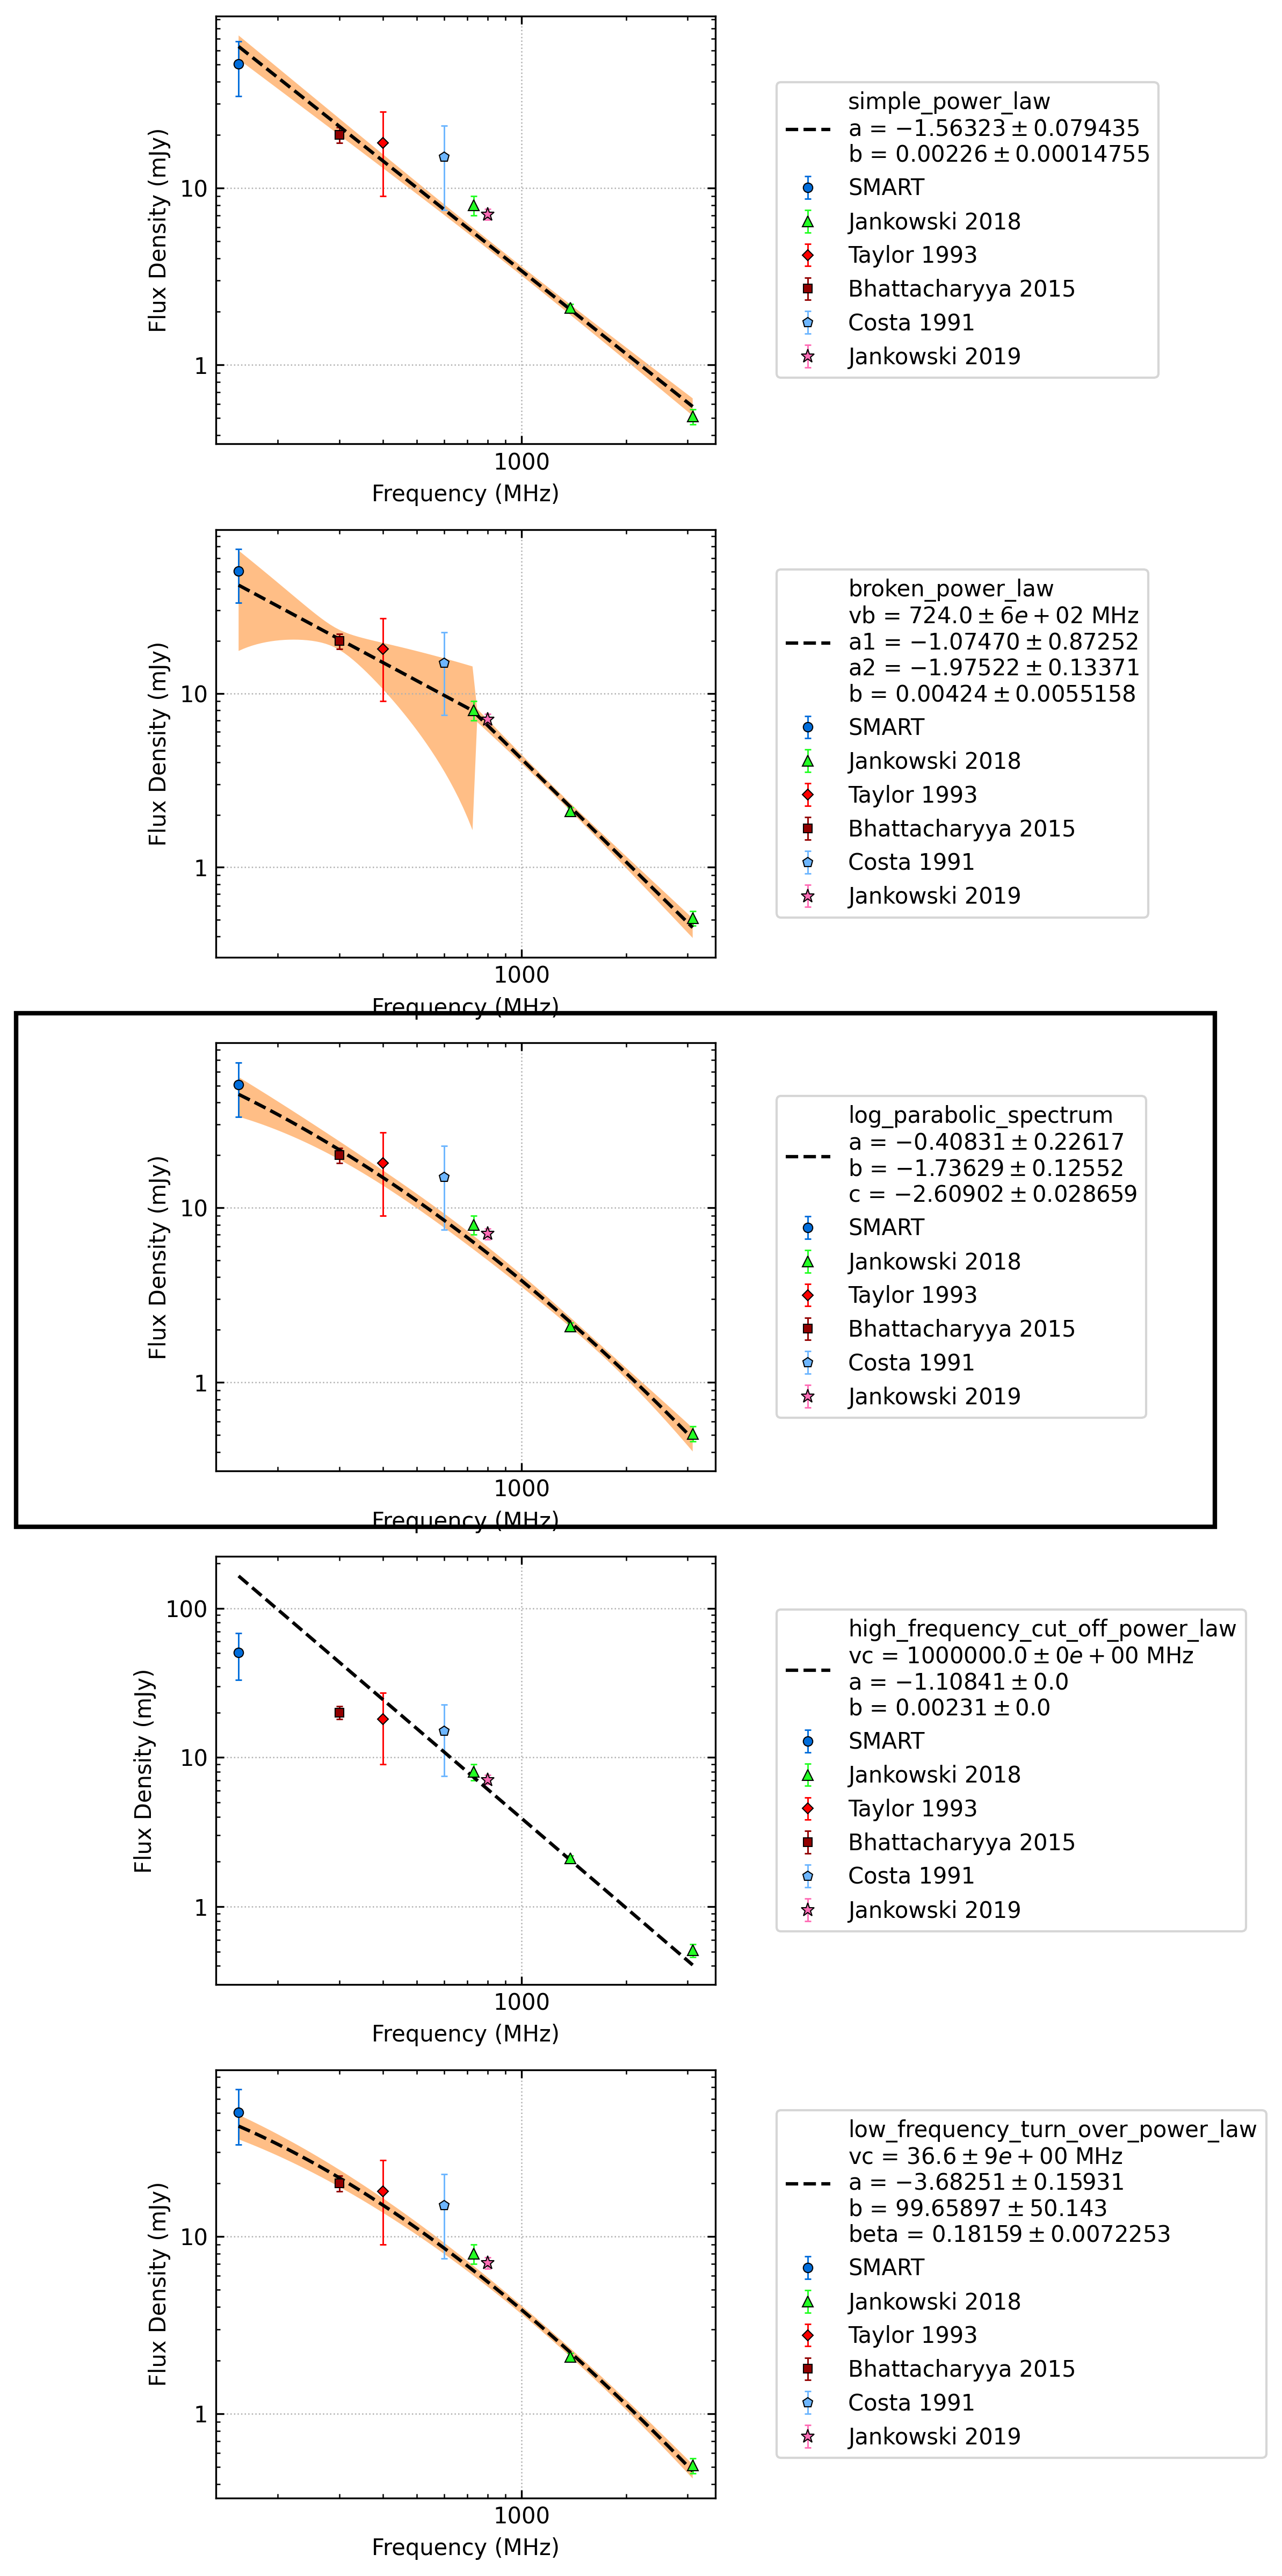 10
1
Flux Density (mJy)
1000
Frequency (MHz)
simple_power_law
a = −1.56323 ± 0.079435
b = 0.00226 ± 0.00014755
SMART
Jankowski 2018
Taylor 1993
Bhattacharyya 2015
Costa 1991
Jankowski 2019
10
1
Flux Density (mJy)
1000
Frequency (MHz)
broken_power_law
vb = 724.0 ± 6e + 02 MHz
a1 = −1.07470 ± 0.87252
a2 = −1.97522 ± 0.13371
b = 0.00424 ± 0.0055158
SMART
Jankowski 2018
Taylor 1993
Bhattacharyya 2015
Costa 1991
Jankowski 2019
10
1
Flux Density (mJy)
1000
Frequency (MHz)
log_parabolic_spectrum
a = −0.40831 ± 0.22617
b = −1.73629 ± 0.12552
c = −2.60902 ± 0.028659
SMART
Jankowski 2018
Taylor 1993
Bhattacharyya 2015
Costa 1991
Jankowski 2019
100
10
1
Flux Density (mJy)
1000
Frequency (MHz)
high_frequency_cut_off_power_law
vc = 1000000.0 ± 0e + 00 MHz
a = −1.10841 ± 0.0
b = 0.00231 ± 0.0
SMART
Jankowski 2018
Taylor 1993
Bhattacharyya 2015
Costa 1991
Jankowski 2019
10
1
Flux Density (mJy)
1000
Frequency (MHz)
low_frequency_turn_over_power_law
vc = 36.6 ± 9e + 00 MHz
a = −3.68251 ± 0.15931
b = 99.65897 ± 50.143
beta = 0.18159 ± 0.0072253
SMART
Jankowski 2018
Taylor 1993
Bhattacharyya 2015
Costa 1991
Jankowski 2019